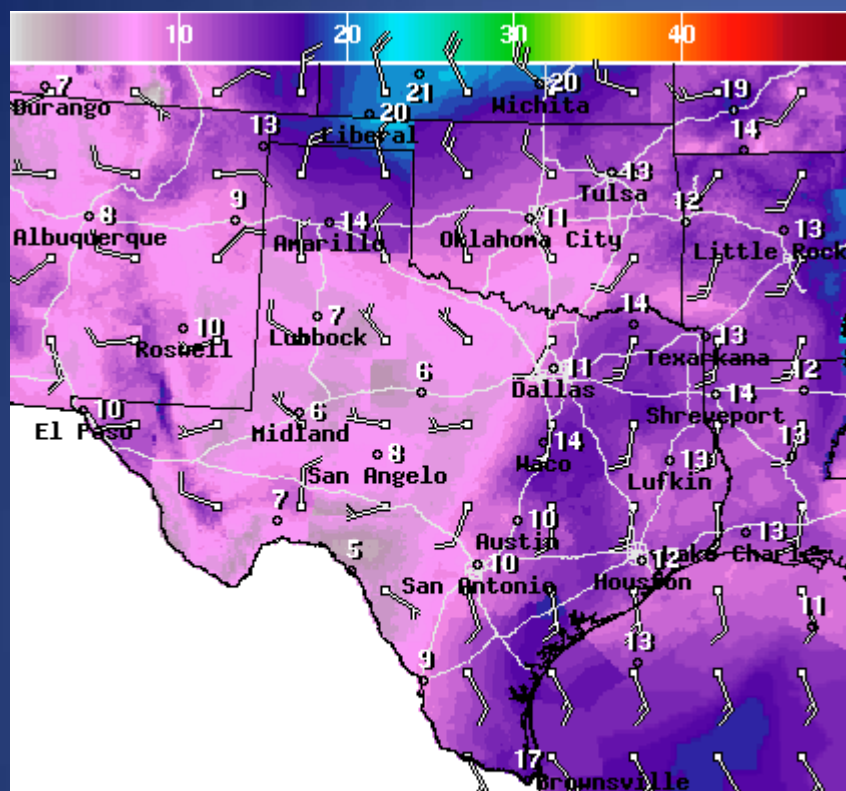 10 20 30 40
21
7 20 19
Durango Wichita
20
13 Liberal 14
13
Tulsa
8 9 14 11 12 13
Albuquerque Amarillo Oklahoma City Little Rock
10 7 14 13
Roswell Lubbock Texarkana
11
6 Dallas 14 12
10 6 Shreveport
El Paso Midland 14 13
8 Waco 13
San Angelo Lufkin
7 10 13
Austin Lake Charles
5 10 12
San Antonio Houston
11
9 13
17
Brownsville